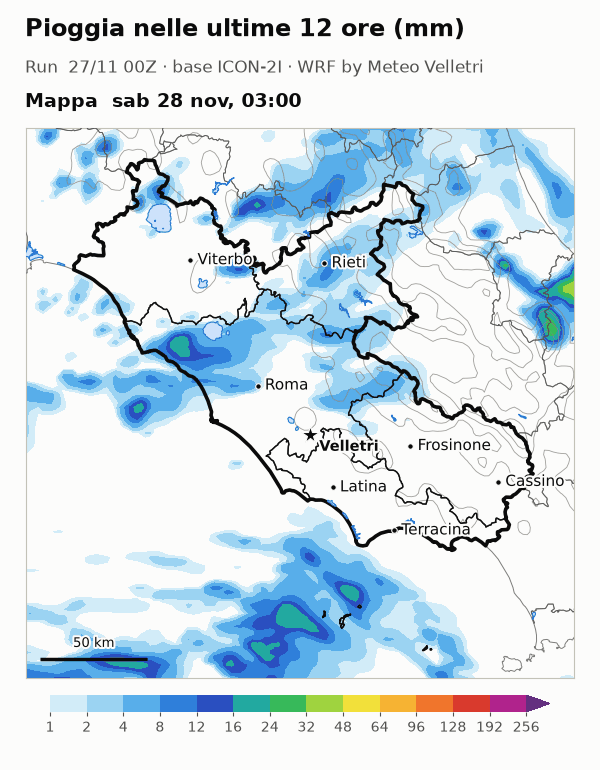 Pioggia nelle ultime 12 ore (mm)
Run  27/11 00Z · base ICON-2I · WRF by Meteo Velletri
Mappa  sab 28 nov, 03:00
Viterbo
Rieti
Roma
Velletri
Frosinone
Cassino
Latina
Terracina
50 km
1 2 4 8 12 16 24 32 48 64 96 128 192 256